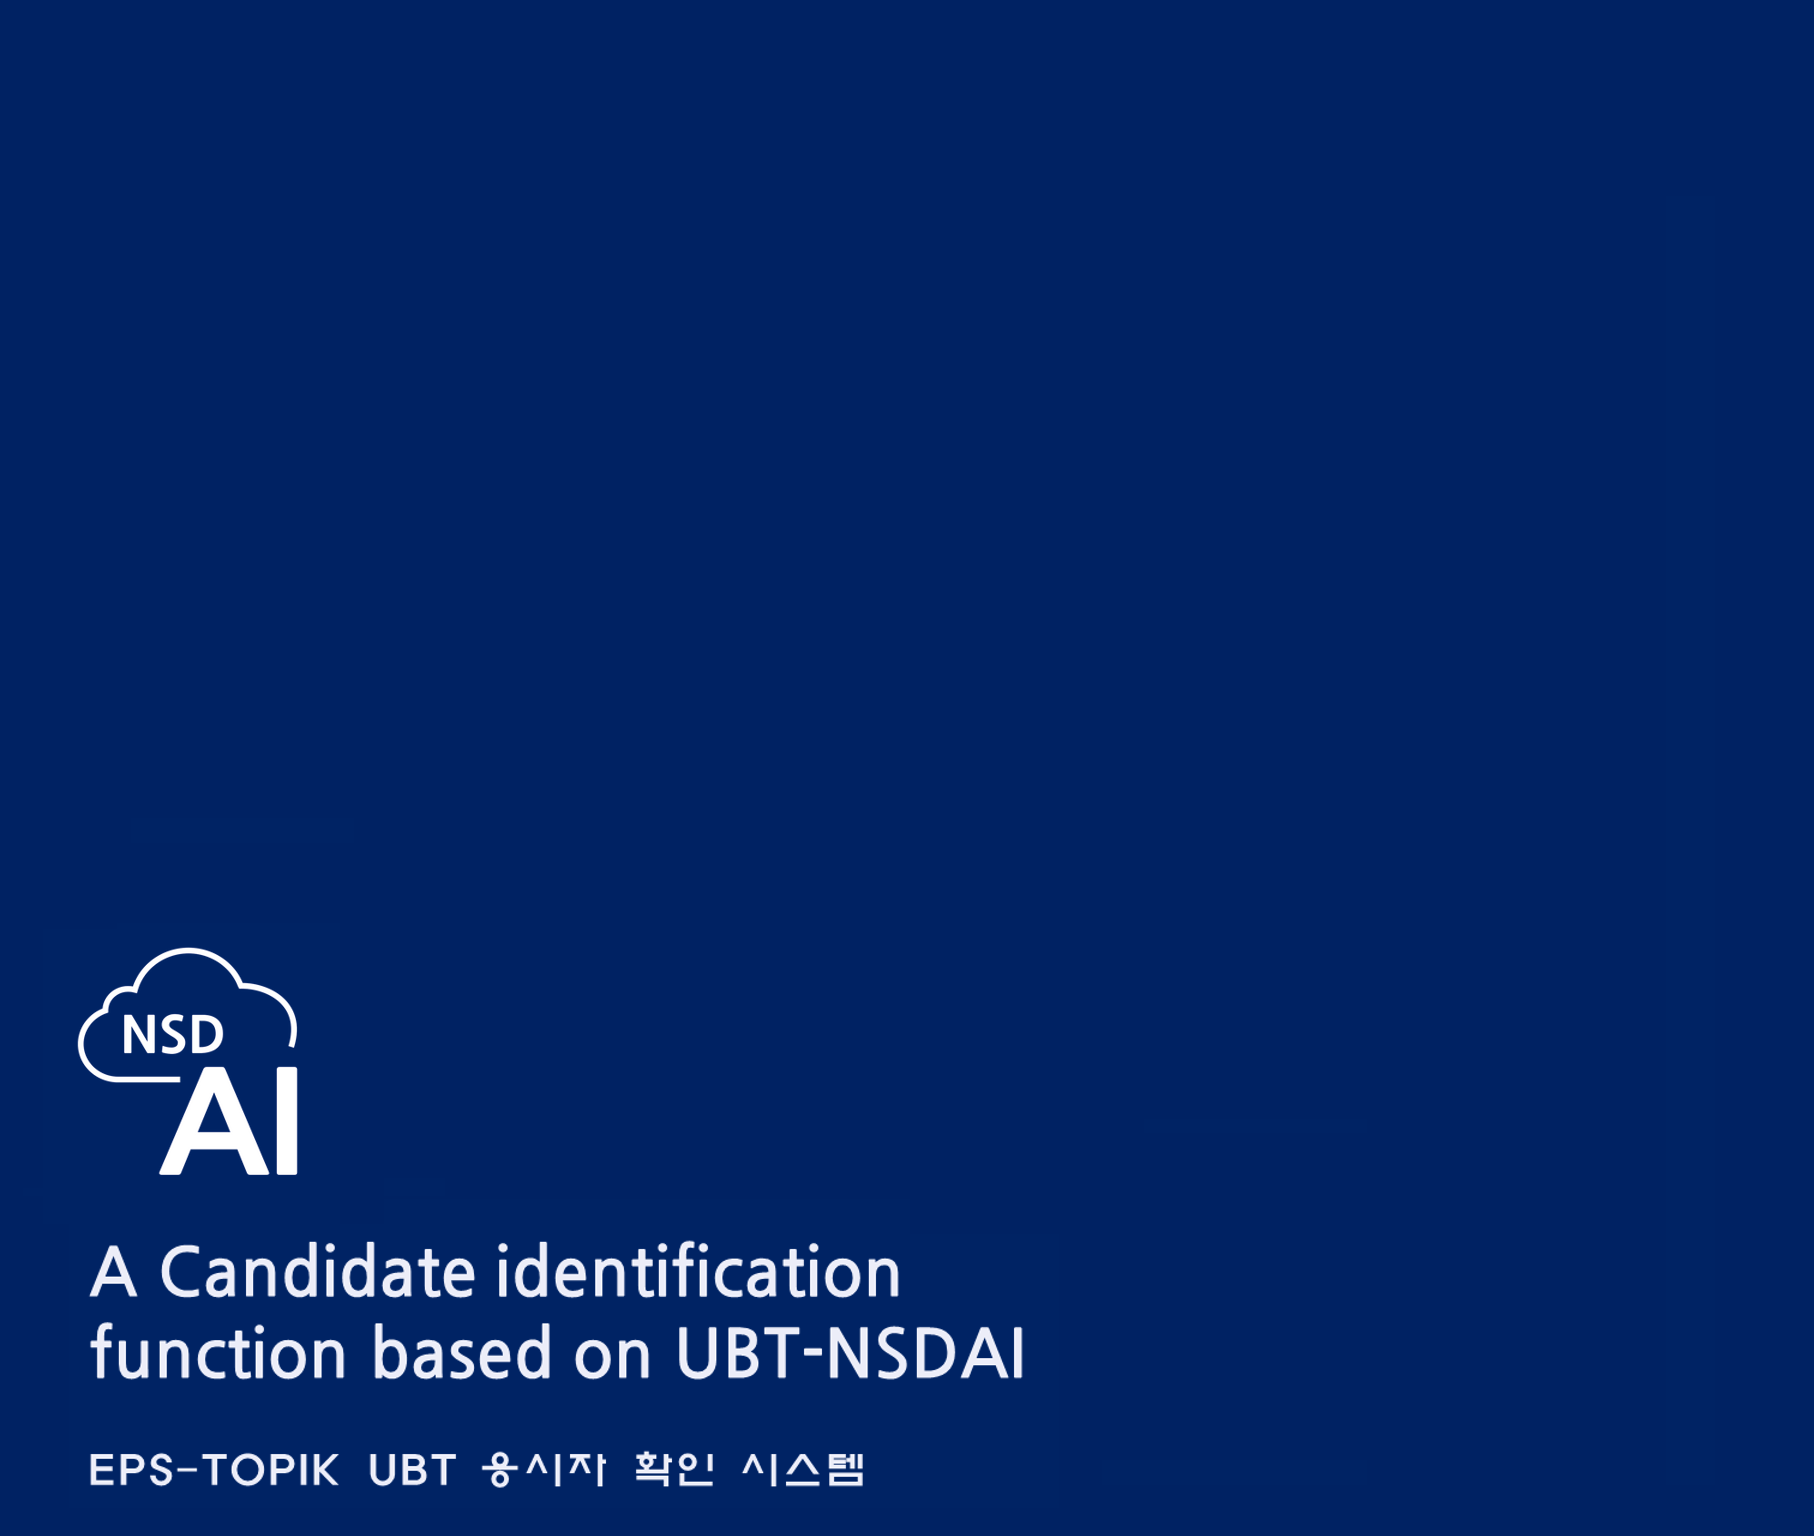 NSD
AI
A Candidate identification
function based on UBT-NSDAI
EPS-TOPIK UBT 응시자 확인 시스템